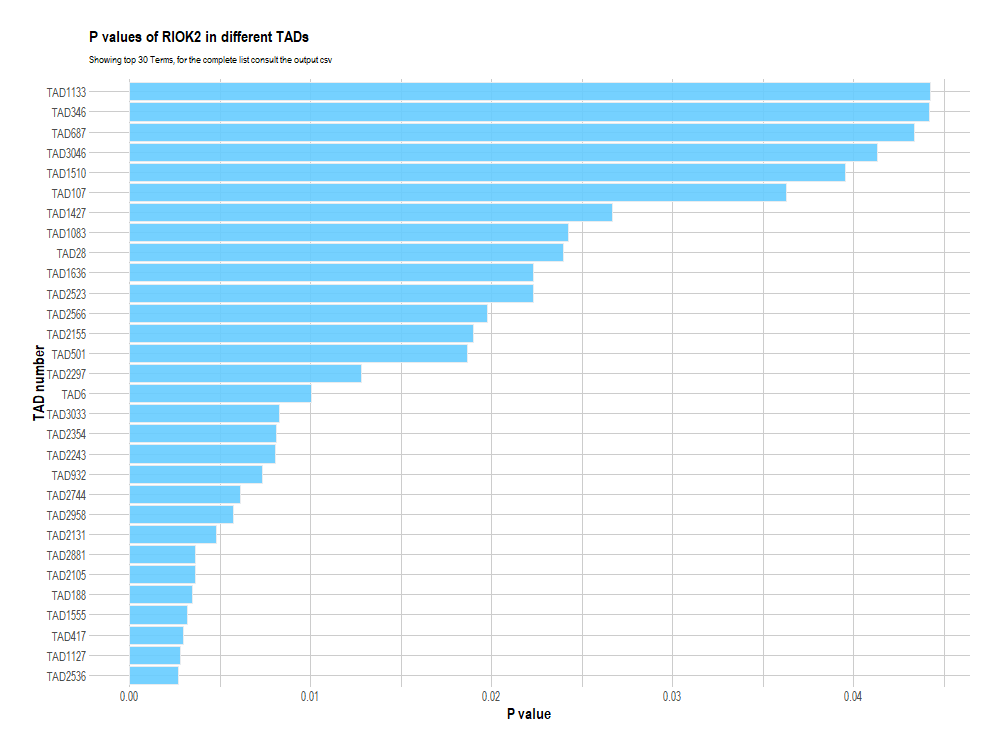 P values of RIOK2 in different TADs
Showing top 30 Terms, for the complete list consult the output csv
TAD number
TAD1133
TAD346
TAD687
TAD3046
TAD1510
TAD107
TAD1427
TAD1083
TAD28
TAD1636
TAD2523
TAD2566
TAD2155
TAD501
TAD2297
TAD6
TAD3033
TAD2354
TAD2243
TAD932
TAD2744
TAD2958
TAD2131
TAD2881
TAD2105
TAD188
TAD1555
TAD417
TAD1127
TAD2536
0.00 0.01 0.02 0.03 0.04
P value